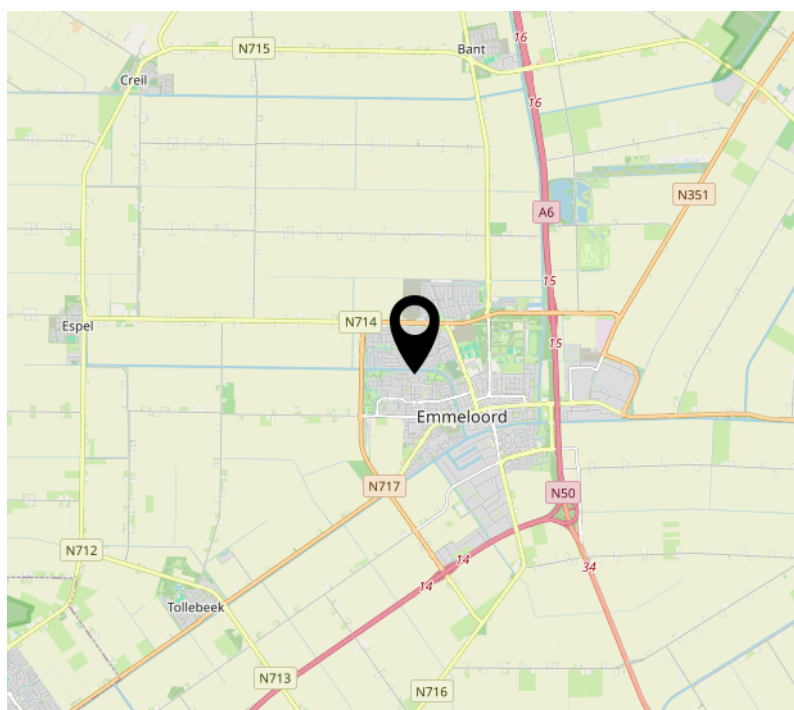 16
N715
Bant
Creil
16
N351
A6
15
N714
Espel
15
Emmeloord
N717
N50
N712
14
14
34
Tollebeek
N713
N716